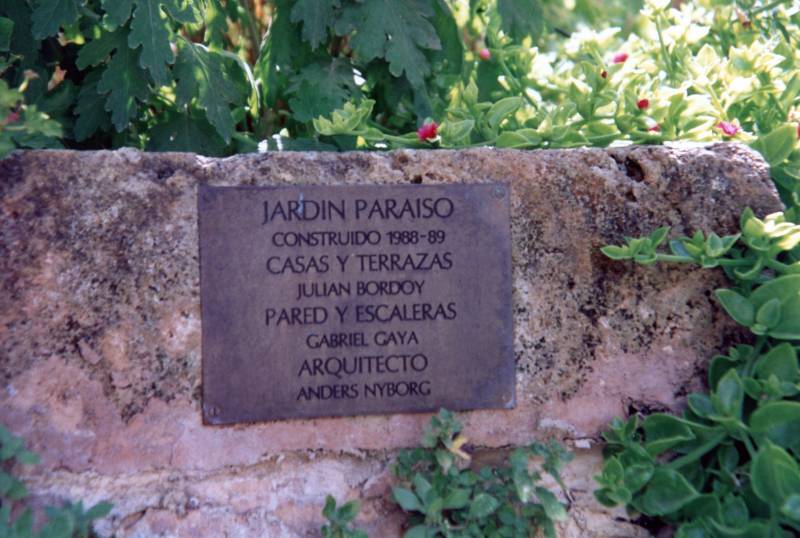 JARDIN PARAISO
CONSTRUIDO 1988-89
CASAS Y TERRAZAS
JULIAN BORDOY
PARED Y ESCALERAS
GABRIEL GAYA
ARQUITECTO
ANDERS NYBORG